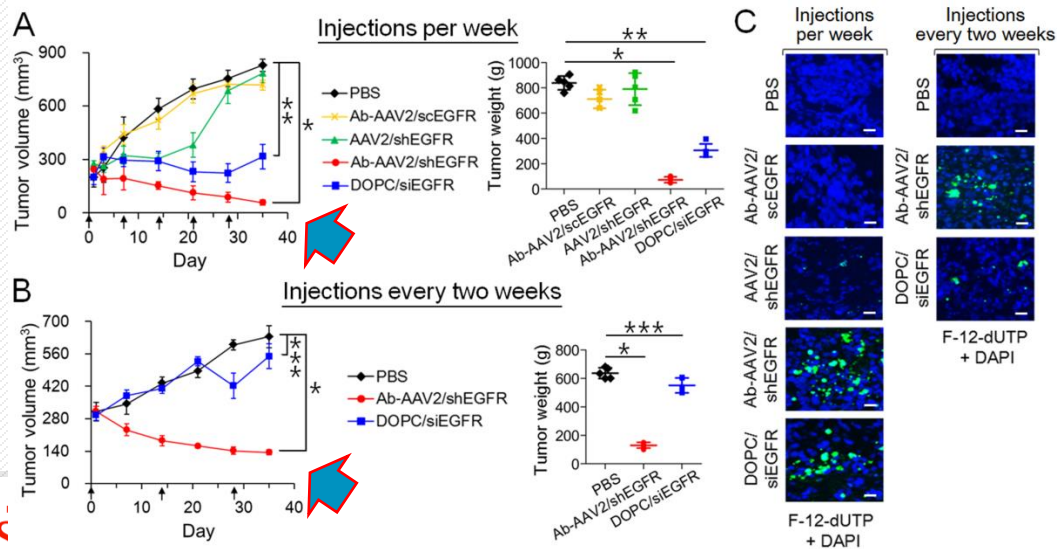 A
Injections per week
Tumor volume (mm3)
900
600
300
0
0
10
20
30
40
Day
**
*
PBS
Ab-AAV2/scEGFR
AAV2/shEGFR
Ab-AAV2/shEGFR
DOPC/siEGFR
Tumor weight (g)
1000
800
600
400
200
0
**
*
PBS
Ab-AAV2/scEGFR
AAV2/shEGFR
Ab-AAV2/shEGFR
DOPC/siEGFR
B
Injections every two weeks
Tumor volume (mm3)
700
560
420
280
140
0
0
10
20
30
40
Day
***
*
PBS
Ab-AAV2/shEGFR
DOPC/siEGFR
Tumor weight (g)
800
600
400
200
0
***
*
PBS
Ab-AAV2/shEGFR
DOPC/siEGFR
C
Injections
per week
PBS
Ab-AAV2/
scEGFR
AAV2/
shEGFR
Ab-AAV2/
shEGFR
DOPC/
siEGFR
F-12-dUTP
+ DAPI
Injections
every two weeks
PBS
Ab-AAV2/
shEGFR
DOPC/
siEGFR
F-12-dUTP
+ DAPI